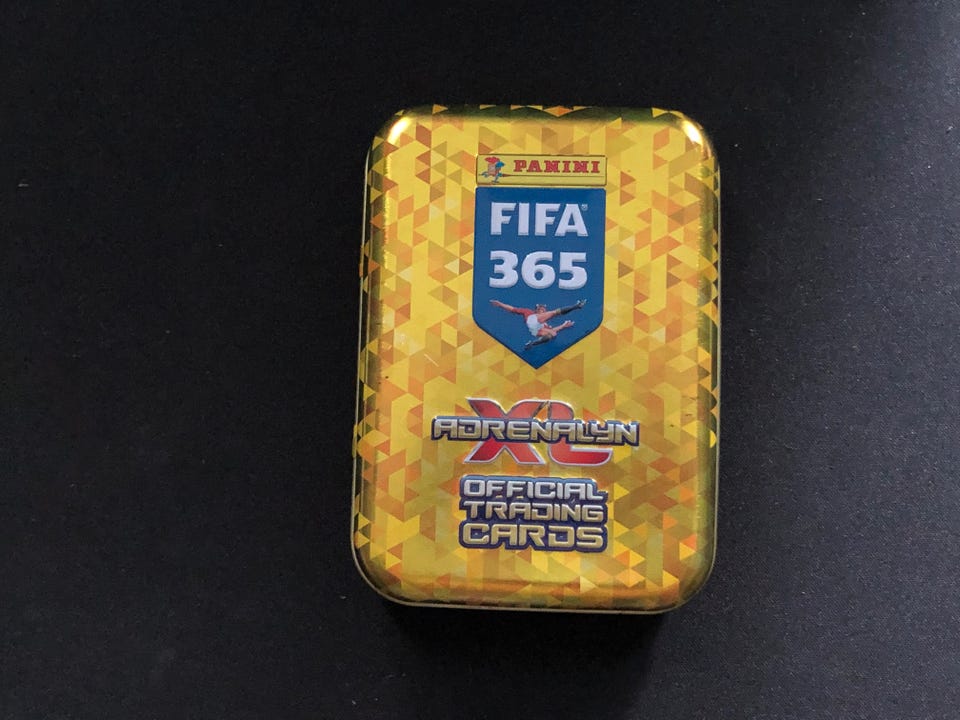 PANINI
FIFA®
365
XL
ADRENALYN
OFFICIAL
TRADING
CARDS